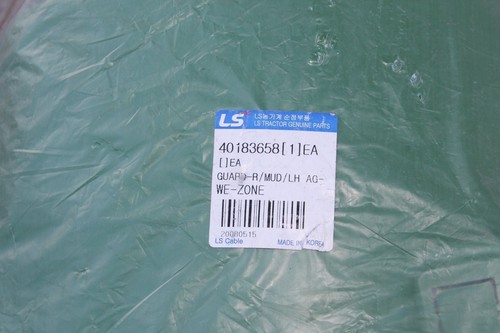 LS
LS농기계 순정부품
LS TRACTOR GENUINE PARTS
40183658[1]EA
[]EA
GUARD-R/MUD/LH AG-
WE-ZONE
20080515
LS Cable MADE IN KOREA